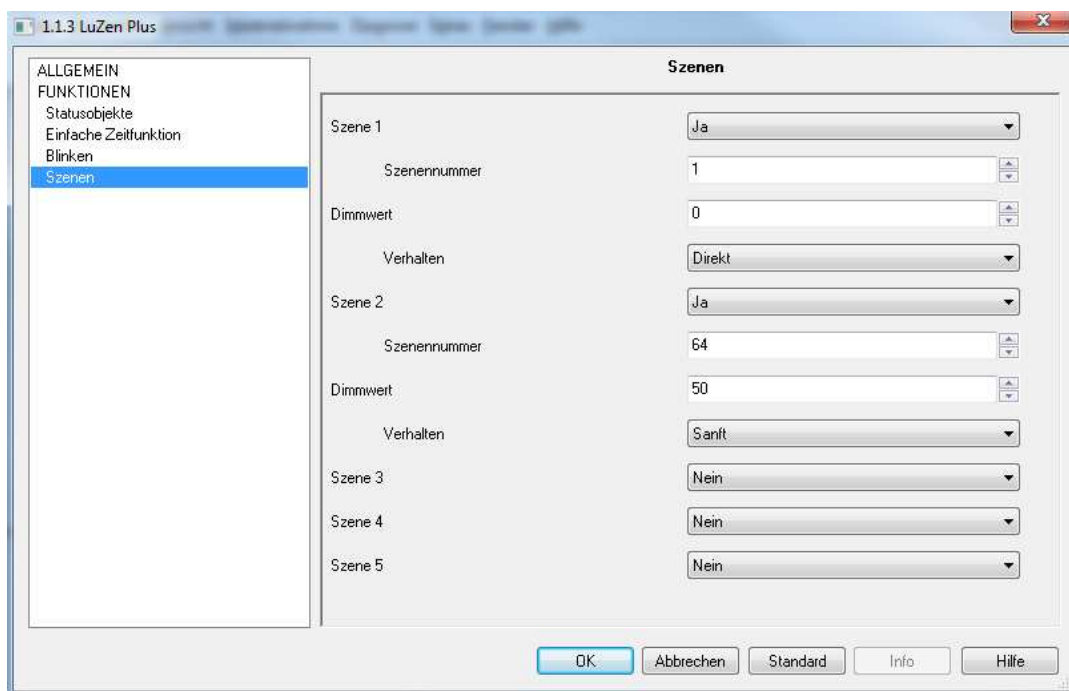 1.1.3 LuZen Plus
ALLGEMEIN
FUNKTIONEN
Statusobjekte
Einfache Zeitfunktion
Blinken
Szenen
Szenen
Szene 1 Ja
Szenennummer 1
Dimmwert 0
Verhalten Direkt
Szene 2 Ja
Szenennummer 64
Dimmwert 50
Verhalten Sanft
Szene 3 Nein
Szene 4 Nein
Szene 5 Nein
OK Abbrechen Standard Info Hilfe